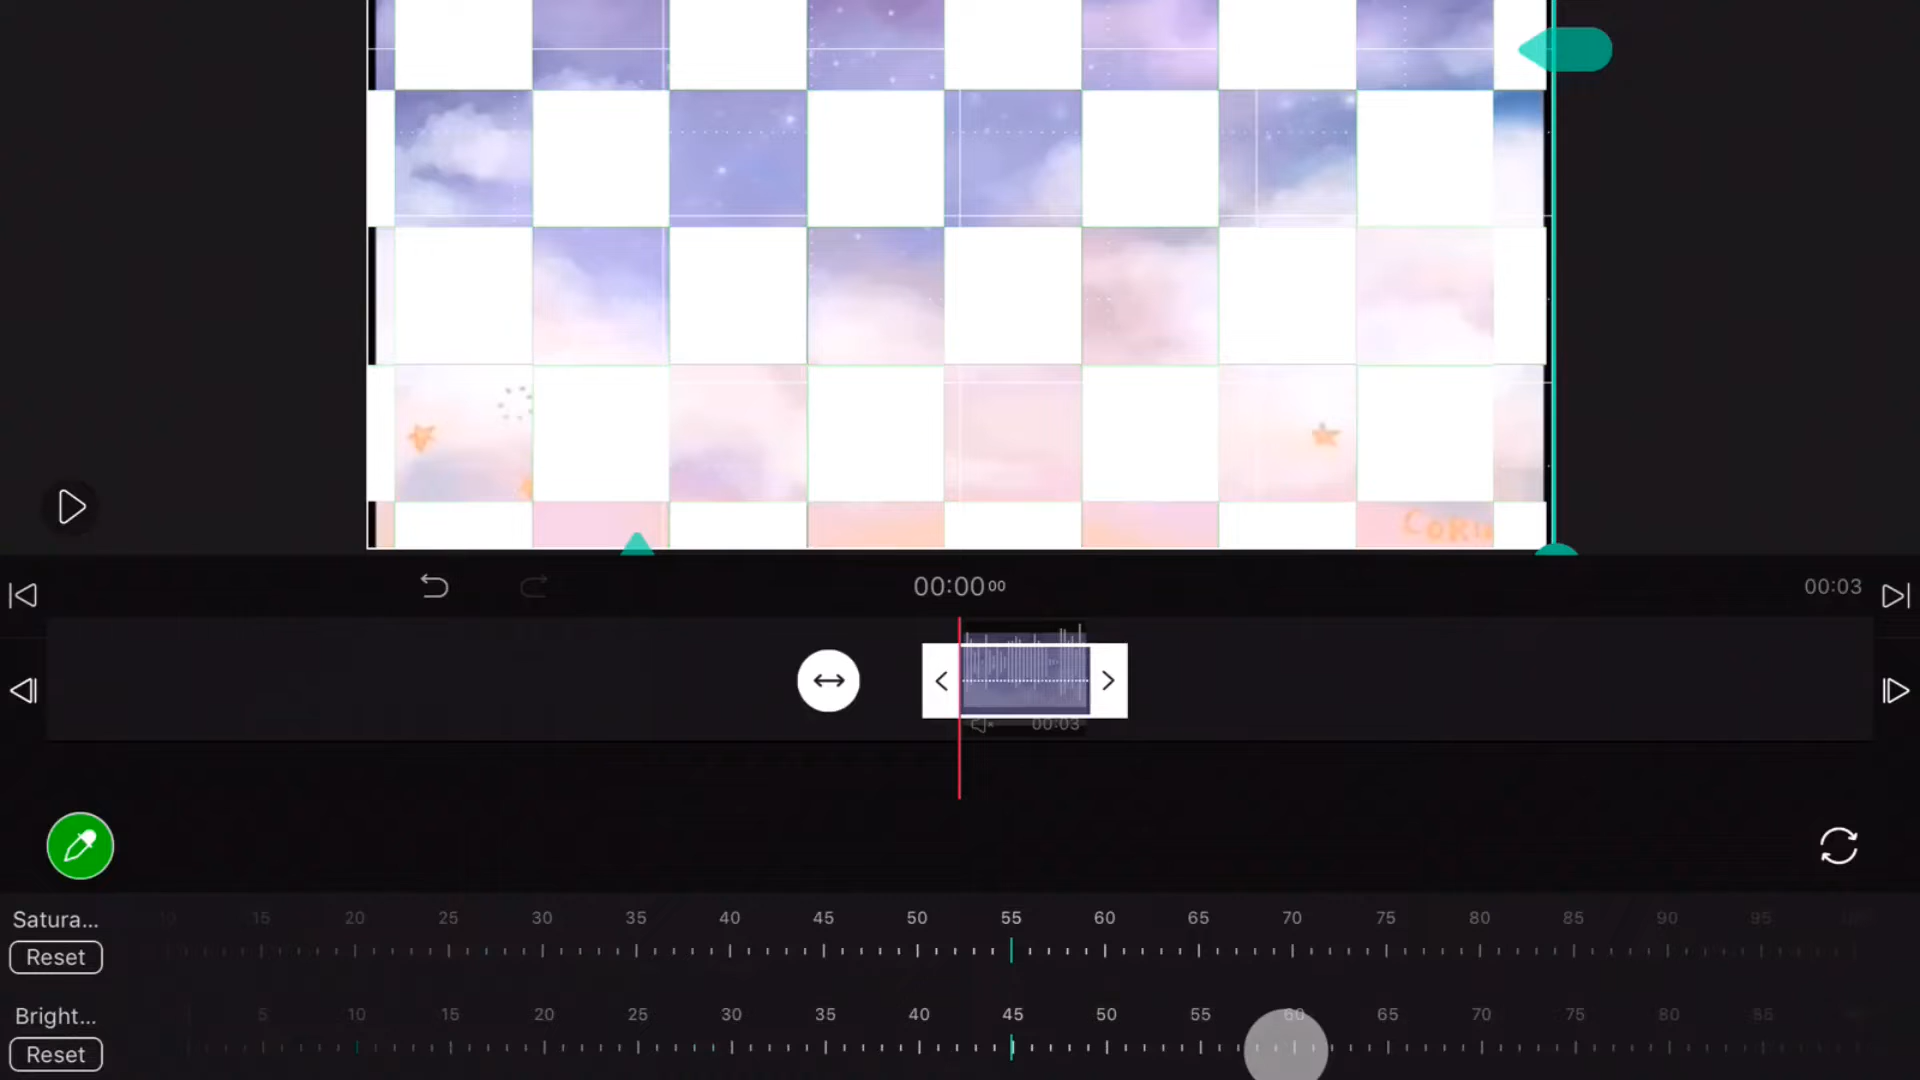 CORN
00:00 00
00:03
00:03
Satura...
10 15 20 25 30 35 40 45 50 55 60 65 70 75 80 85 90 95 100
Reset
Bright...
5 10 15 20 25 30 35 40 45 50 55 60 65 70 75 80 85
Reset